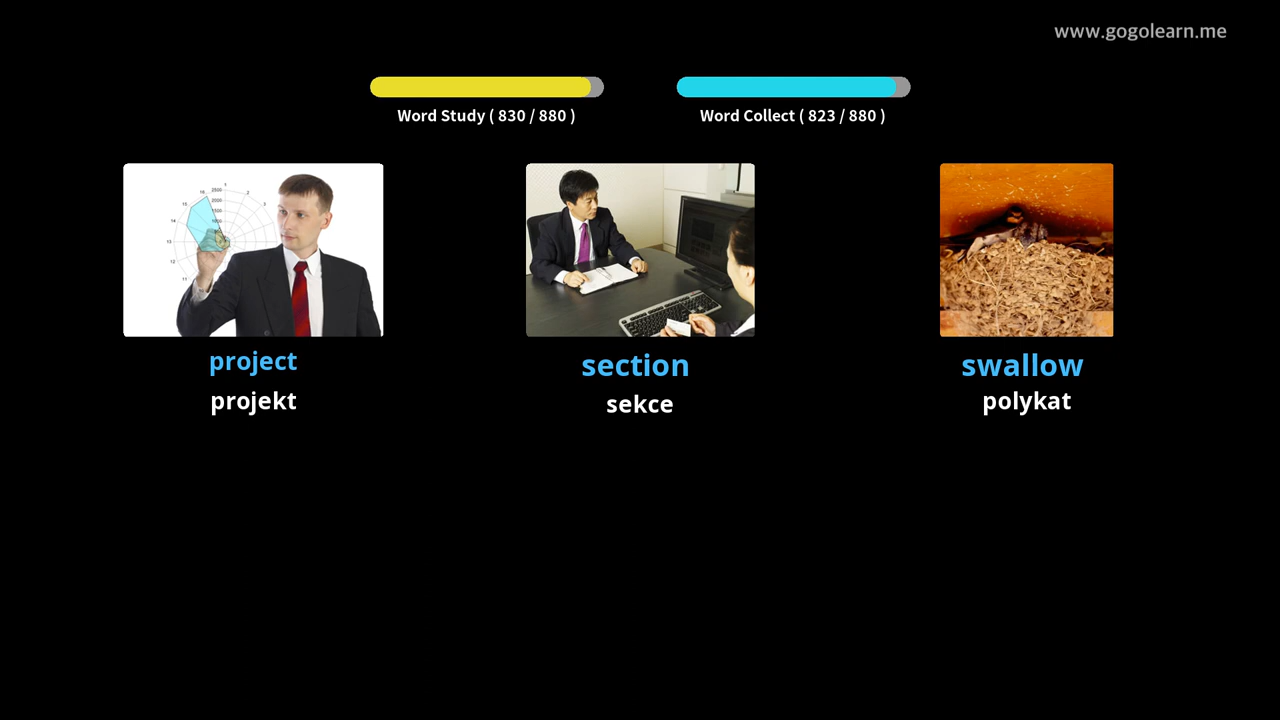 www.gogolearn.me
Word Study ( 830 / 880 )
Word Collect ( 823 / 880 )
project
projekt
section
sekce
swallow
polykat